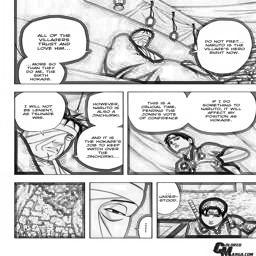 ALL OF THE
VILLAGERS
TRUST AND
LOVE HIM...
MORE SO
THAN THEY
DO ME, THE
SIXTH
HOKAGE.
DO NOT FRET...
NARUTO IS THE
VILLAGE'S HERO
RIGHT NOW.
I WILL NOT
BE LENIENT,
AS TSUNADE
WAS.
HOWEVER,
NARUTO IS
ALSO A
JINCHURIKI.
AND IT IS
THE HOKAGE'S
JOB TO KEEP
WATCH OVER
THE
JINCHURIKI.
THIS IS A
CRUCIAL TIME,
PENDING THE
JONIN'S VOTE
OF CONFIDENCE
IF I DO
SOMETHING TO
NARUTO, IT WILL
AFFECT MY
POSITION AS
HOKAGE.
UNDER-
STOOD.
COLORED
MANGA.COM